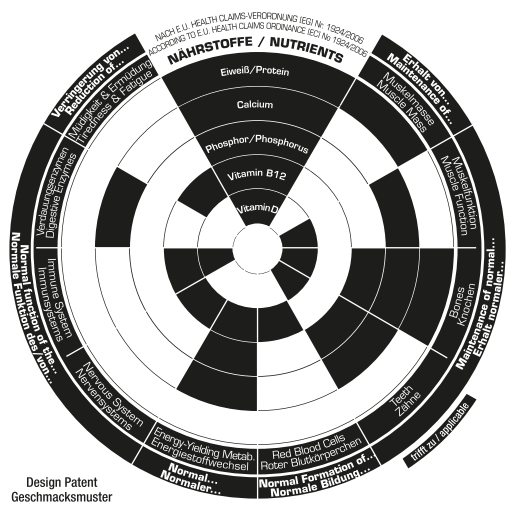 NACH E.U. HEALTH CLAIMS-VERORDNUNG (EG) Nr. 1924/2006
ACCORDING TO E.U. HEALTH CLAIMS ORDINANCE (EC) No 1924/2006
NÄHRSTOFFE / NUTRIENTS
Eiweiß/Protein
Calcium
Phosphor/Phosphorus
Vitamin B12
Vitamin D
Erhalt von...
Maintenance of...
Muskelmasse
Muscle Mass
Muskelfunktion
Muscle Function
Bones
Knochen
Maintenance of normal...
Erhalt normaler...
Teeth
Zähne
trifft zu / applicable
Red Blood Cells
Roter Blutkörperchen
Normal Formation of...
Normale Bildung...
Energy-Yielding Metab.
Energiestoffwechsel
Normal...
Normaler...
Nervous System
Nervensystems
Immune System
Immunsystems
Verdauungsenzymen
Digestive Enzymes
Normal function of the...
Normale Funktion des/von...
Verringerung von...
Reduction of...
Müdigkeit & Ermüdung
Tiredness & Fatigue
Design Patent
Geschmacksmuster